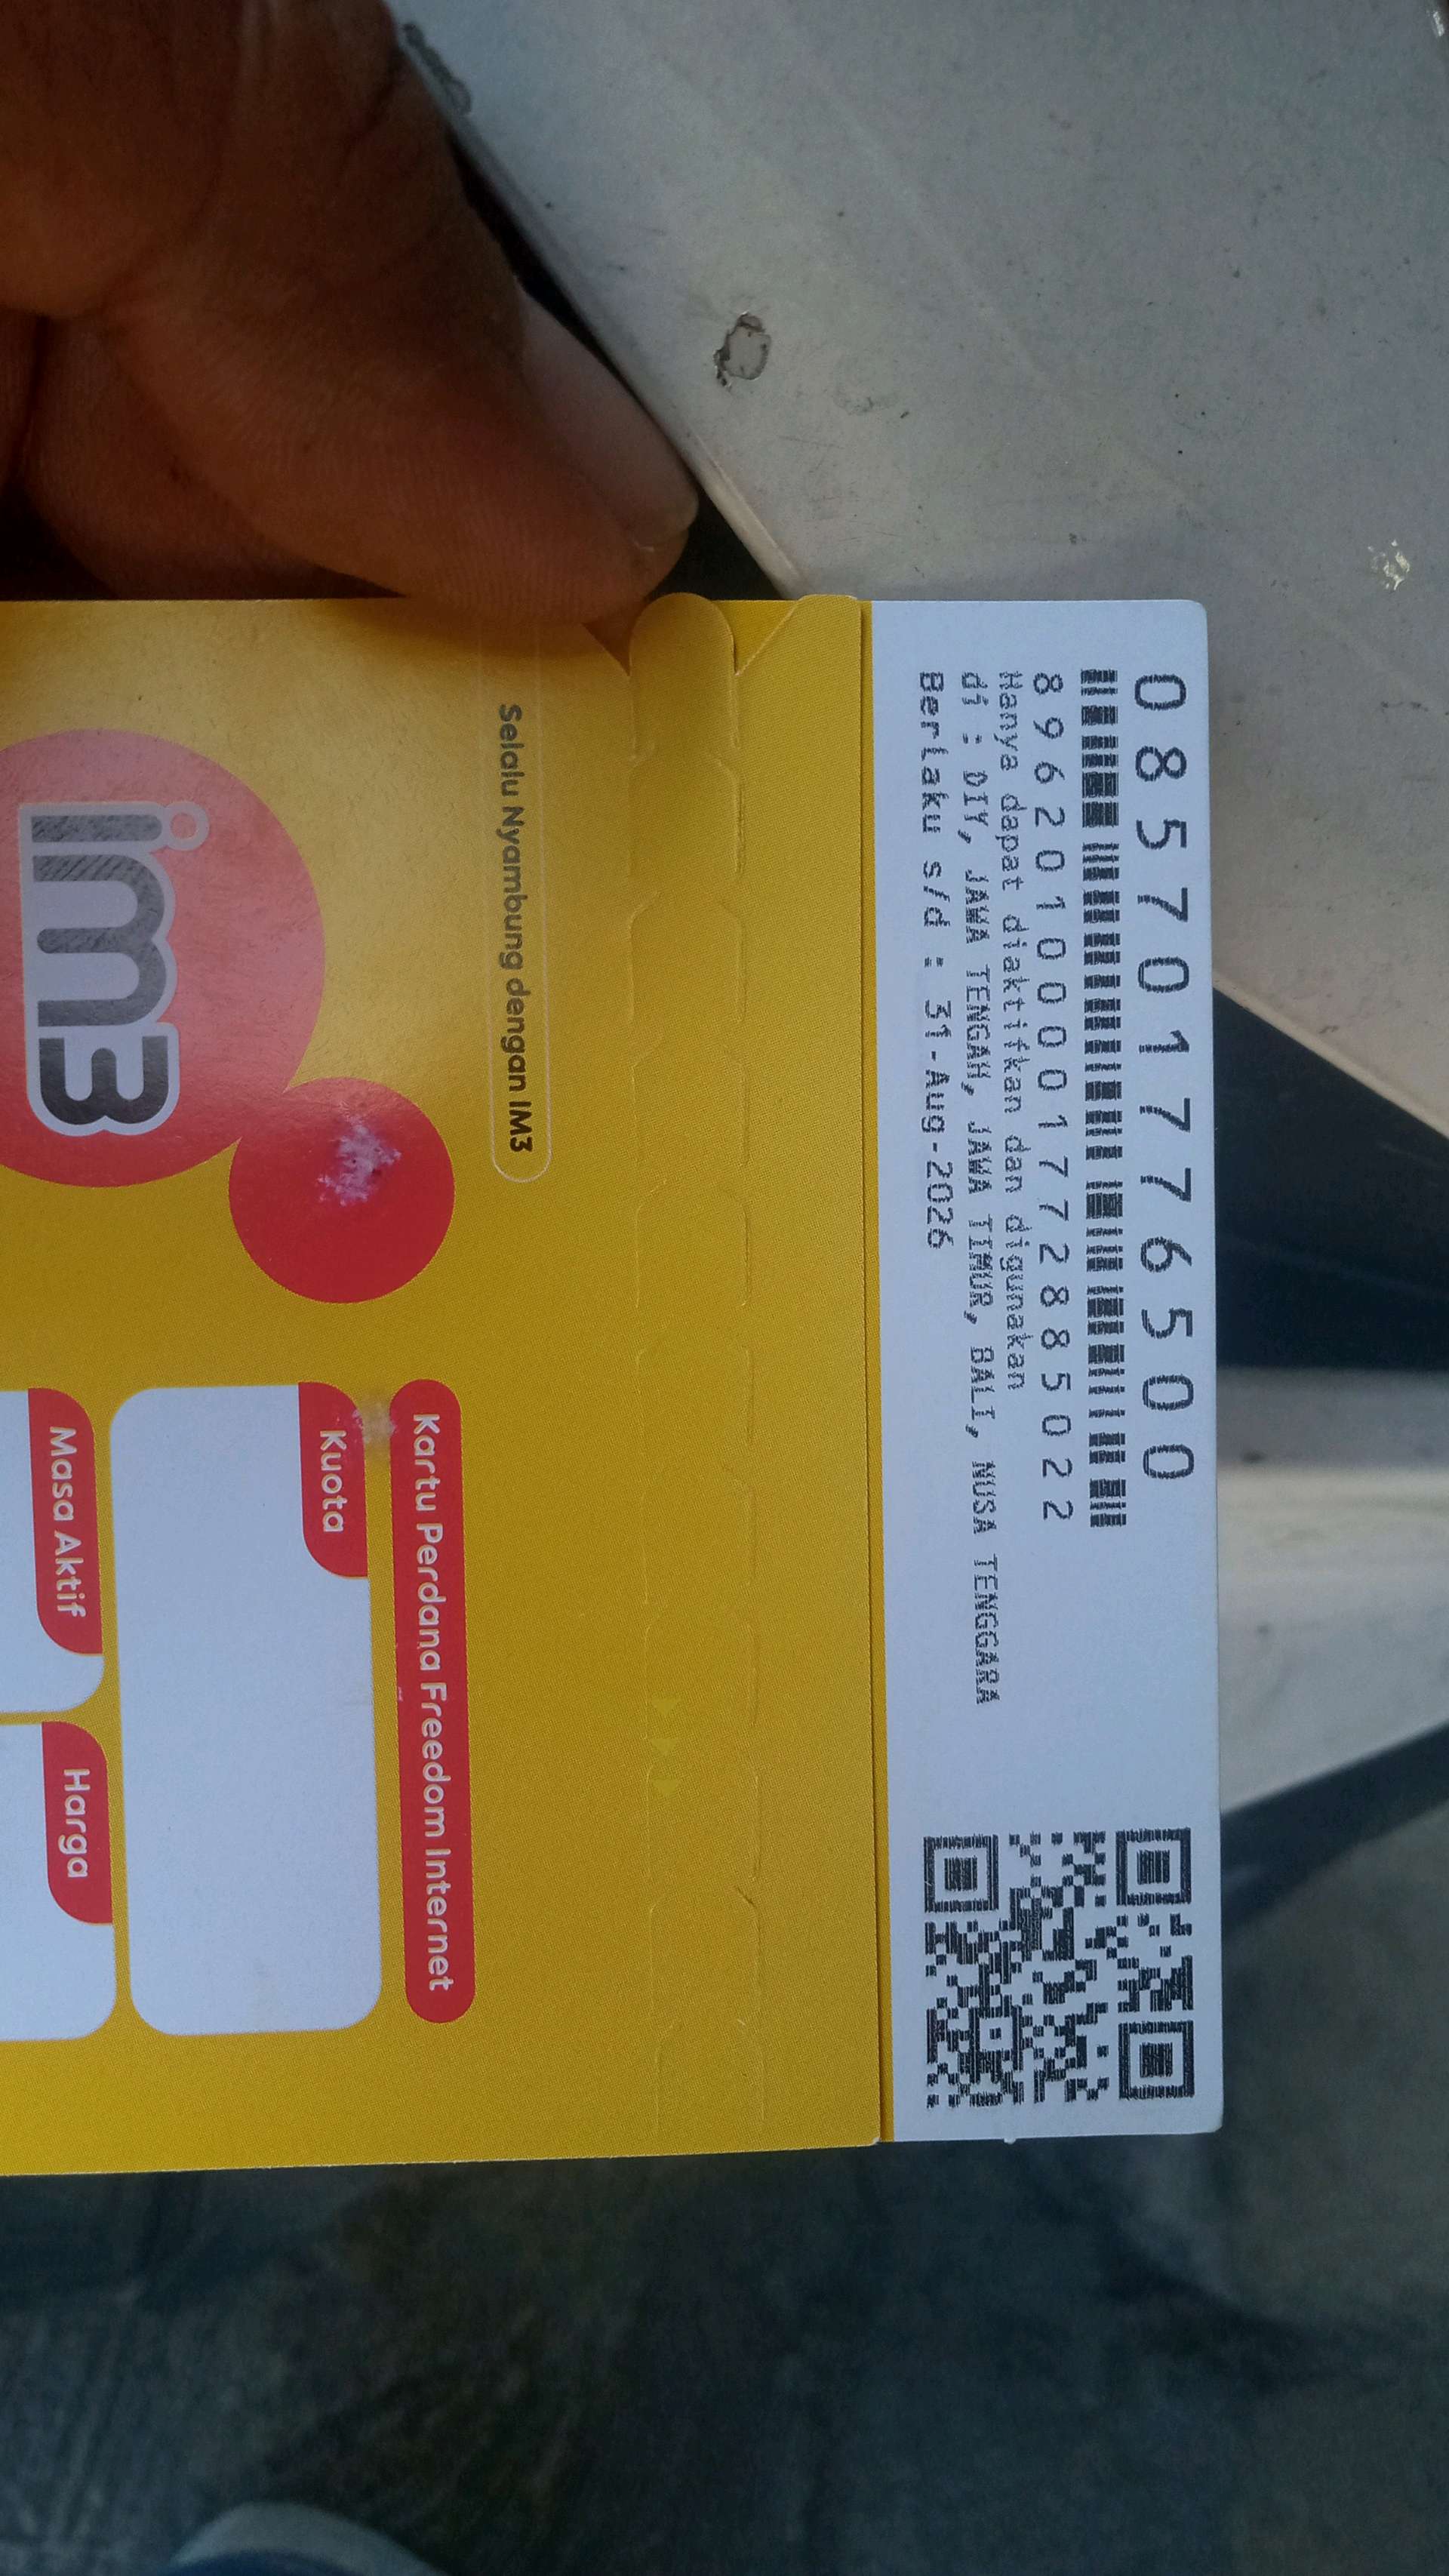 085701776500
89620100001772885022
Hanya dapat diaktifkan dan digunakan
di : DIY, JAWA TENGAH, JAWA TIMUR, BALI, NUSA TENGGARA
Berlaku s/d : 31-Aug-2026
Selalu Nyambung dengan IM3
im3
Kartu Perdana Freedom Internet
Kuota
Masa Aktif
Harga